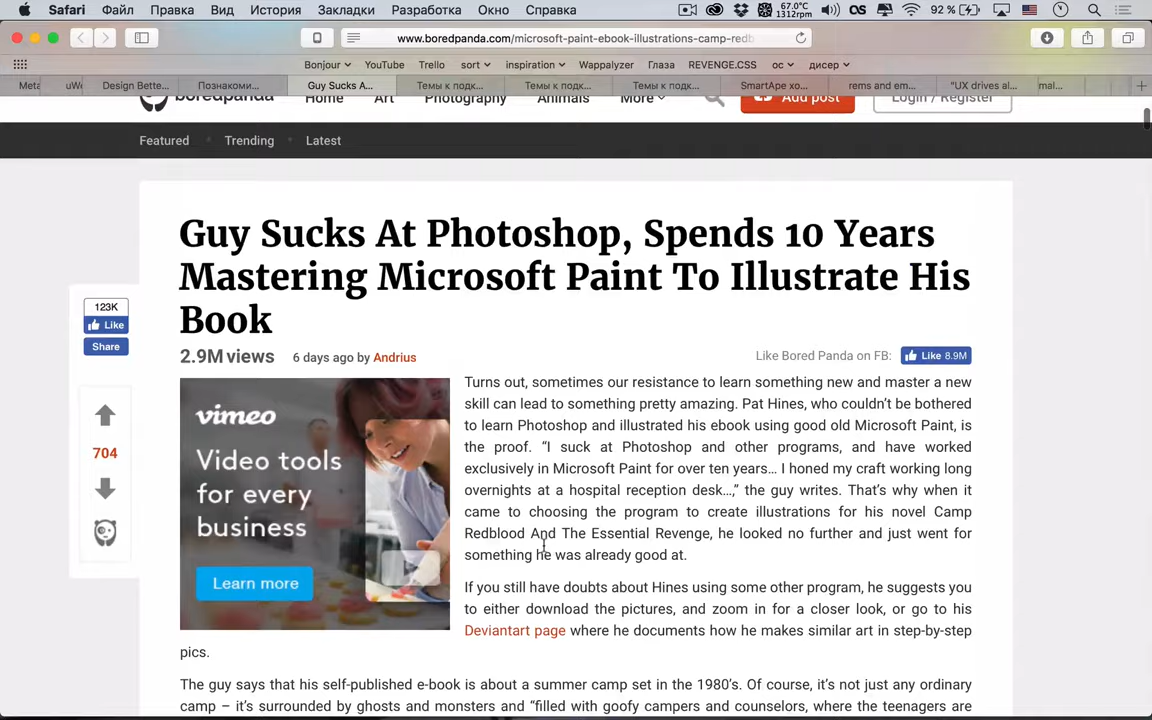 Safari Файл Правка Вид История Закладки Разработка Окно Справка 67.0°C 1312rpm 92 %
www.boredpanda.com/microsoft-paint-ebook-illustrations-camp-redb
Bonjour YouTube Trello sort inspiration Wappalyzer Глаза REVENGE.CSS ос дисер
Meta uW Design Bette... Познакоми... Guy Sucks A... Темы к подк... Темы к подк... Темы к подк... SmartApe хо... rems and em... "UX drives al... mal...
boredpanda Home Art Photography Animals More Add post Login / Register
Featured Trending Latest
Guy Sucks At Photoshop, Spends 10 Years
Mastering Microsoft Paint To Illustrate His
Book
123K
Like
Share
2.9M views 6 days ago by Andrius Like Bored Panda on FB: Like 8.9M
704
vimeo
Video tools
for every
business
Learn more
Turns out, sometimes our resistance to learn something new and master a new
skill can lead to something pretty amazing. Pat Hines, who couldn't be bothered
to learn Photoshop and illustrated his ebook using good old Microsoft Paint, is
the proof. "I suck at Photoshop and other programs, and have worked
exclusively in Microsoft Paint for over ten years... I honed my craft working long
overnights at a hospital reception desk...," the guy writes. That's why when it
came to choosing the program to create illustrations for his novel Camp
Redblood And The Essential Revenge, he looked no further and just went for
something he was already good at.
If you still have doubts about Hines using some other program, he suggests you
to either download the pictures, and zoom in for a closer look, or go to his
Deviantart page where he documents how he makes similar art in step-by-step
pics.
The guy says that his self-published e-book is about a summer camp set in the 1980's. Of course, it's not just any ordinary
camp – it's surrounded by ghosts and monsters and "filled with goofy campers and counselors, where the teenagers are